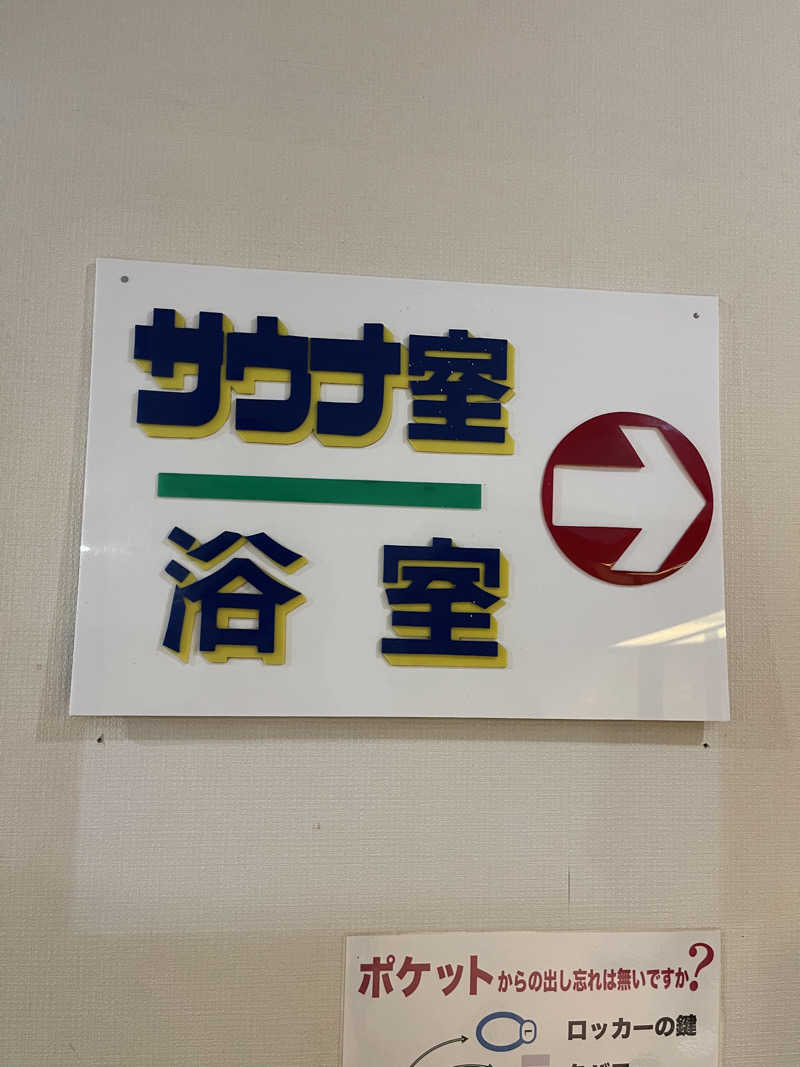 サウナ室
浴室
ポケットからの出し忘れは無いですか?
ロッカーの鍵